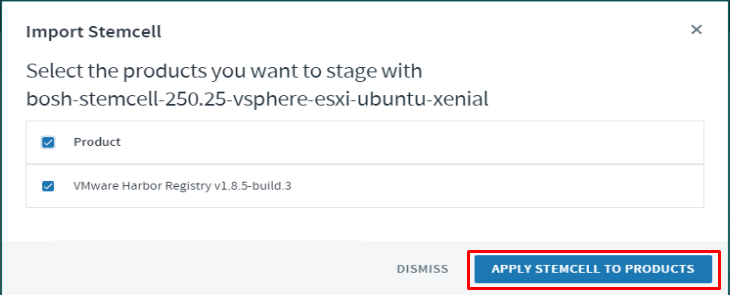 Import Stemcell
Select the products you want to stage with
bosh-stemcell-250.25-vsphere-esxi-ubuntu-xenial
Product
VMware Harbor Registry v1.8.5-build.3
DISMISS APPLY STEMCELL TO PRODUCTS